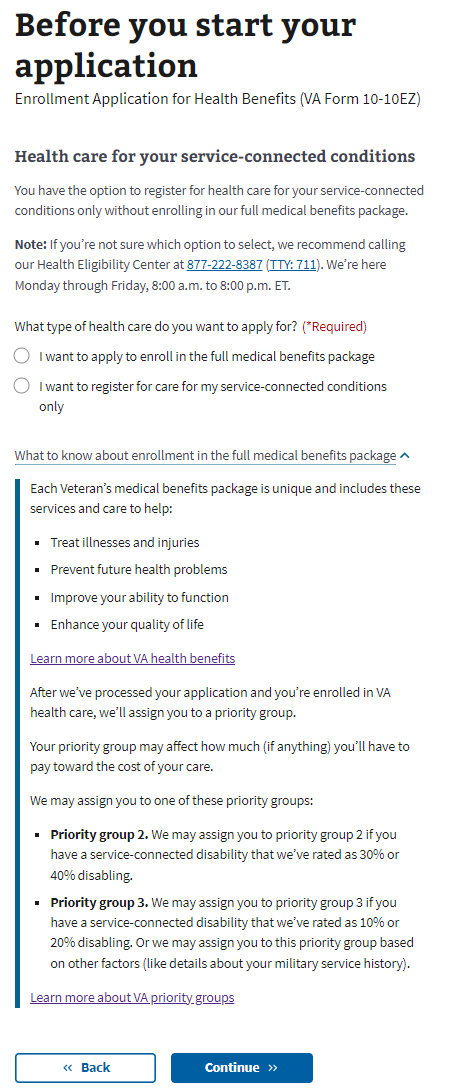 Before you start your
application
Enrollment Application for Health Benefits (VA Form 10-10EZ)
Health care for your service-connected conditions
You have the option to register for health care for your service-connected
conditions only without enrolling in our full medical benefits package.
Note: If you’re not sure which option to select, we recommend calling
our Health Eligibility Center at 877-222-8387 (TTY: 711). We’re here
Monday through Friday, 8:00 a.m. to 8:00 p.m. ET.
What type of health care do you want to apply for? (*Required)
I want to apply to enroll in the full medical benefits package
I want to register for care for my service-connected conditions
only
What to know about enrollment in the full medical benefits package
Each Veteran’s medical benefits package is unique and includes these
services and care to help:
▪ Treat illnesses and injuries
▪ Prevent future health problems
▪ Improve your ability to function
▪ Enhance your quality of life
Learn more about VA health benefits
After we’ve processed your application and you’re enrolled in VA
health care, we’ll assign you to a priority group.
Your priority group may affect how much (if anything) you’ll have to
pay toward the cost of your care.
We may assign you to one of these priority groups:
▪ Priority group 2. We may assign you to priority group 2 if you
have a service-connected disability that we’ve rated as 30% or
40% disabling.
▪ Priority group 3. We may assign you to priority group 3 if you
have a service-connected disability that we’ve rated as 10% or
20% disabling. Or we may assign you to this priority group based
on other factors (like details about your military service history).
Learn more about VA priority groups
« Back
Continue »